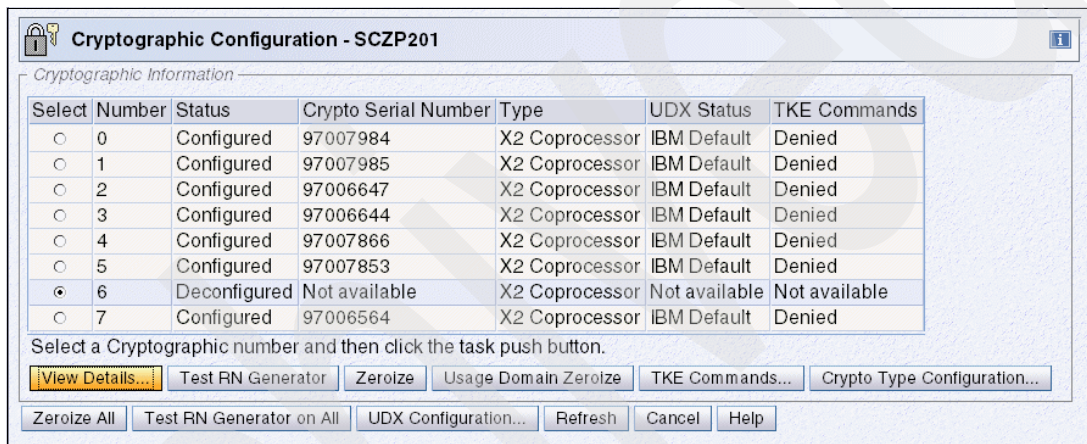 Cryptographic Configuration - SCZP201
i
Cryptographic Information
Select Number Status Crypto Serial Number Type UDX Status TKE Commands
0 Configured 97007984 X2 Coprocessor IBM Default Denied
1 Configured 97007985 X2 Coprocessor IBM Default Denied
2 Configured 97006647 X2 Coprocessor IBM Default Denied
3 Configured 97006644 X2 Coprocessor IBM Default Denied
4 Configured 97007866 X2 Coprocessor IBM Default Denied
5 Configured 97007853 X2 Coprocessor IBM Default Denied
6 Deconfigured Not available X2 Coprocessor Not available Not available
7 Configured 97006564 X2 Coprocessor IBM Default Denied
Select a Cryptographic number and then click the task push button.
View Details... Test RN Generator Zeroize Usage Domain Zeroize TKE Commands... Crypto Type Configuration...
Zeroize All Test RN Generator on All UDX Configuration... Refresh Cancel Help